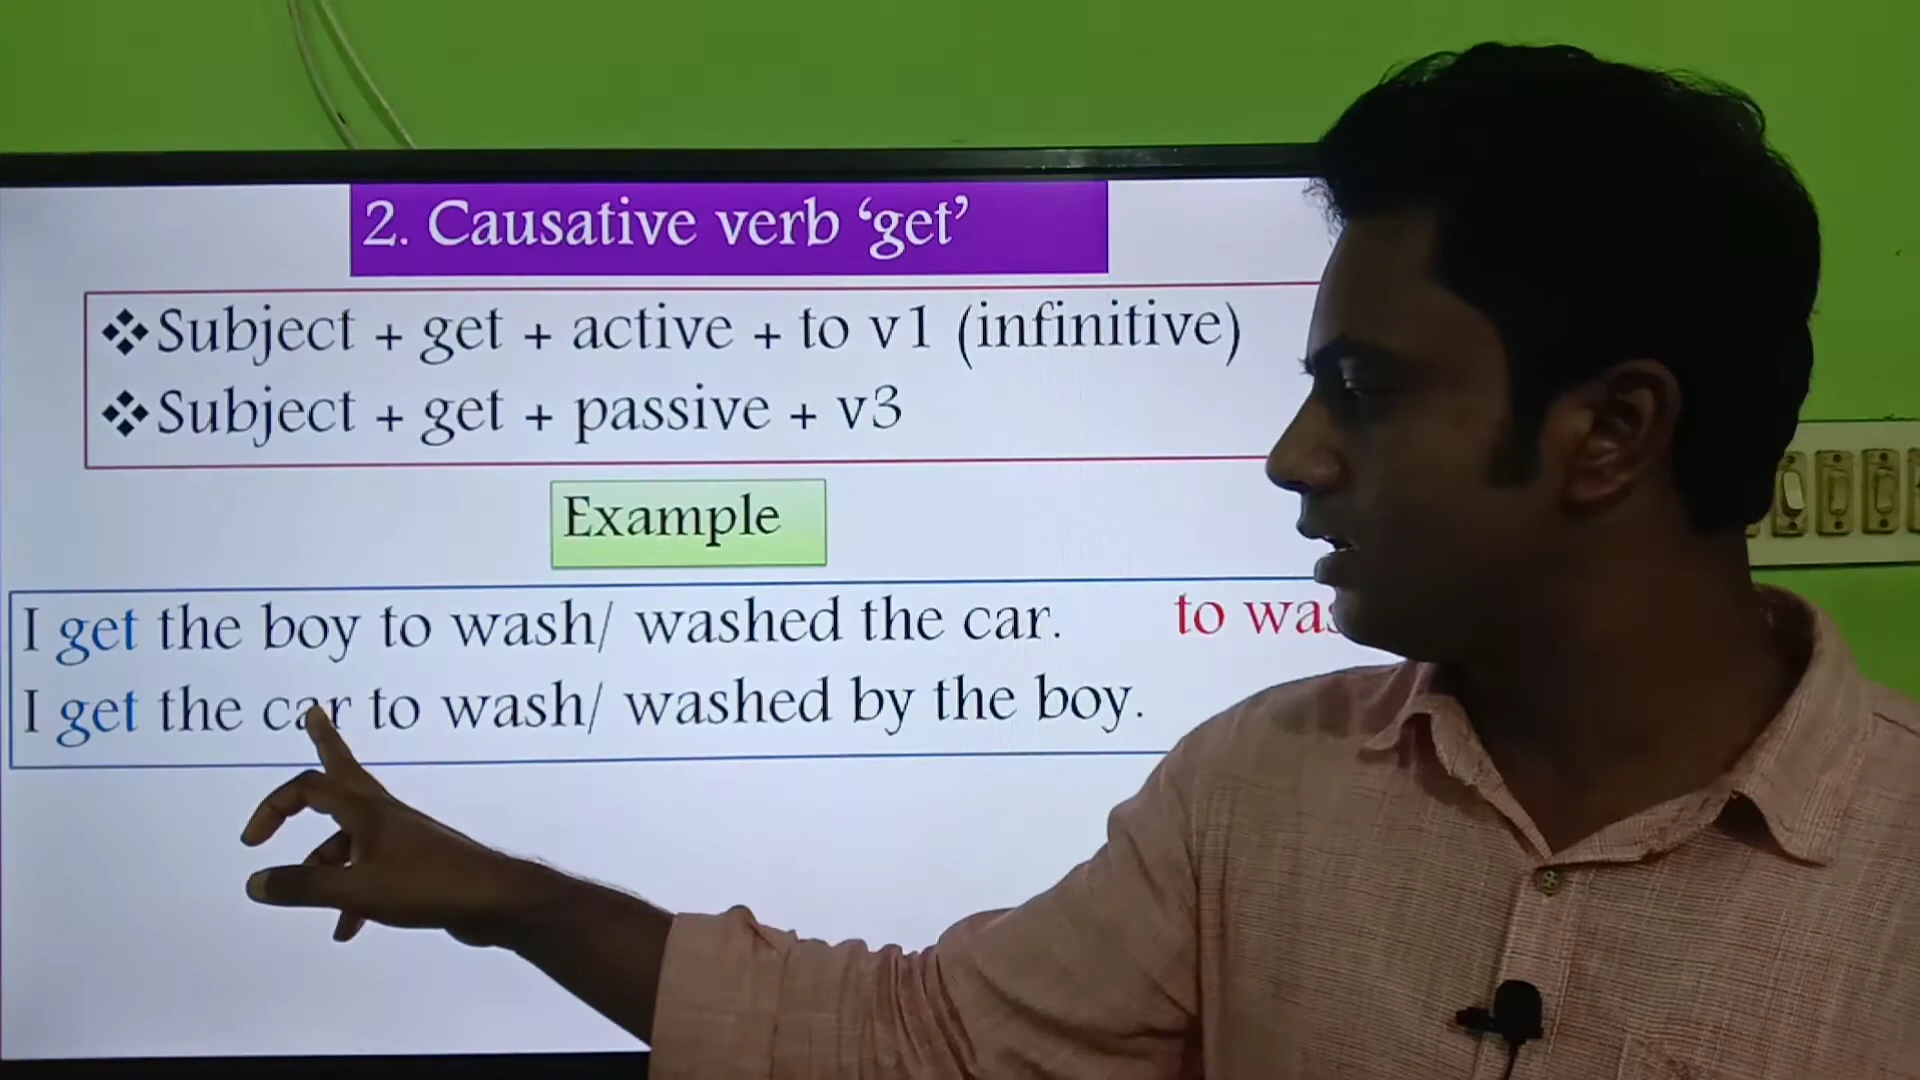 2. Causative verb ‘get’
❖Subject + get + active + to v1 (infinitive)
❖Subject + get + passive + v3
Example
I get the boy to wash/ washed the car. to
I get the car to wash/ washed by the boy.